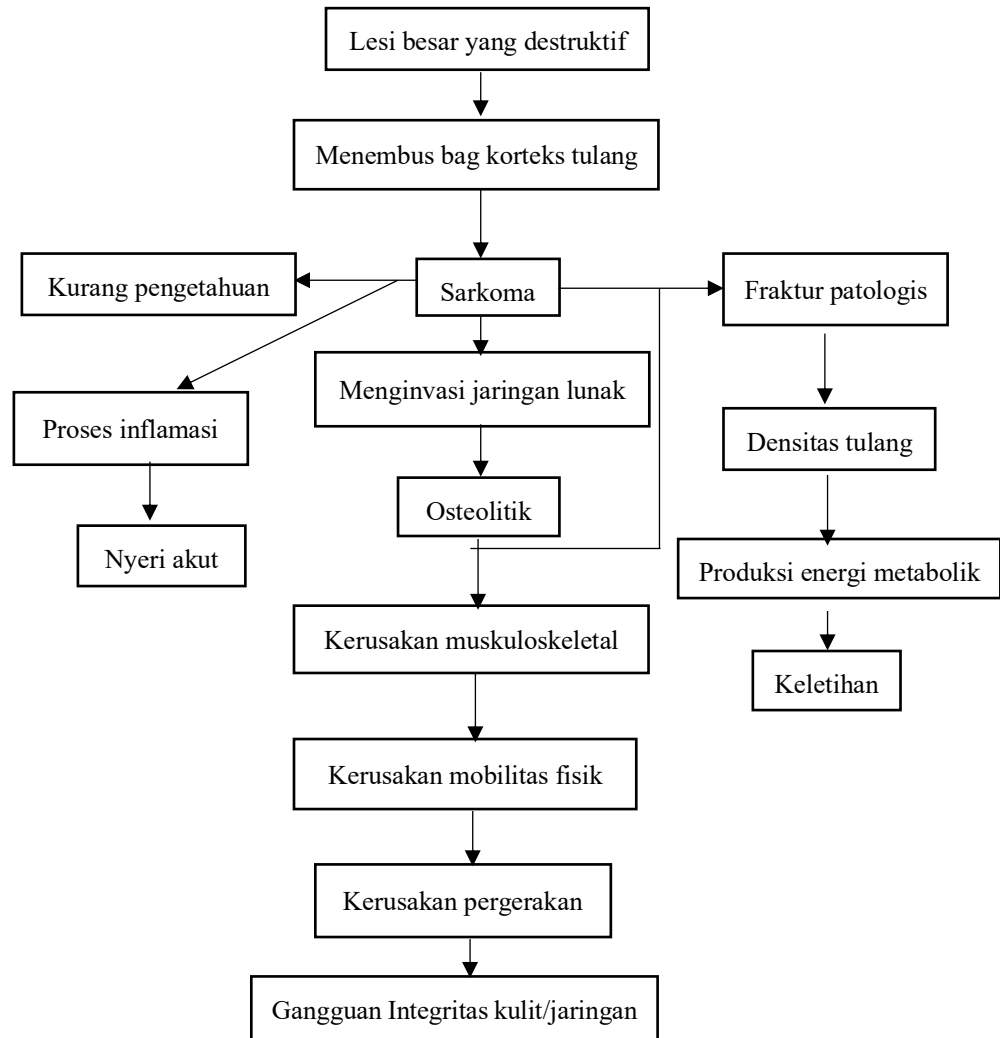 Lesi besar yang destruktif
Menembus bag korteks tulang
Kurang pengetahuan
Sarkoma
Fraktur patologis
Menginvasi jaringan lunak
Proses inflamasi
Densitas tulang
Osteolitik
Nyeri akut
Produksi energi metabolik
Kerusakan muskuloskeletal
Keletihan
Kerusakan mobilitas fisik
Kerusakan pergerakan
Gangguan Integritas kulit/jaringan